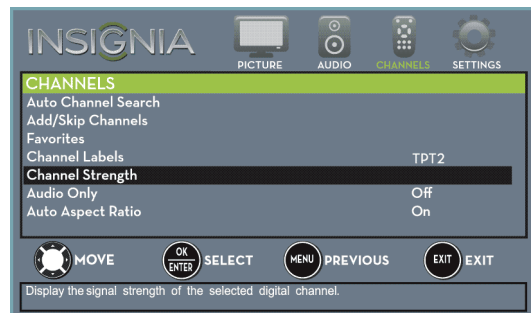 INSIGNIA
PICTURE AUDIO CHANNELS SETTINGS
CHANNELS
Auto Channel Search
Add/Skip Channels
Favorites
Channel Labels TPT2
Channel Strength
Audio Only Off
Auto Aspect Ratio On
MOVE OK ENTER SELECT MENU PREVIOUS EXIT EXIT
Display the signal strength of the selected digital channel.